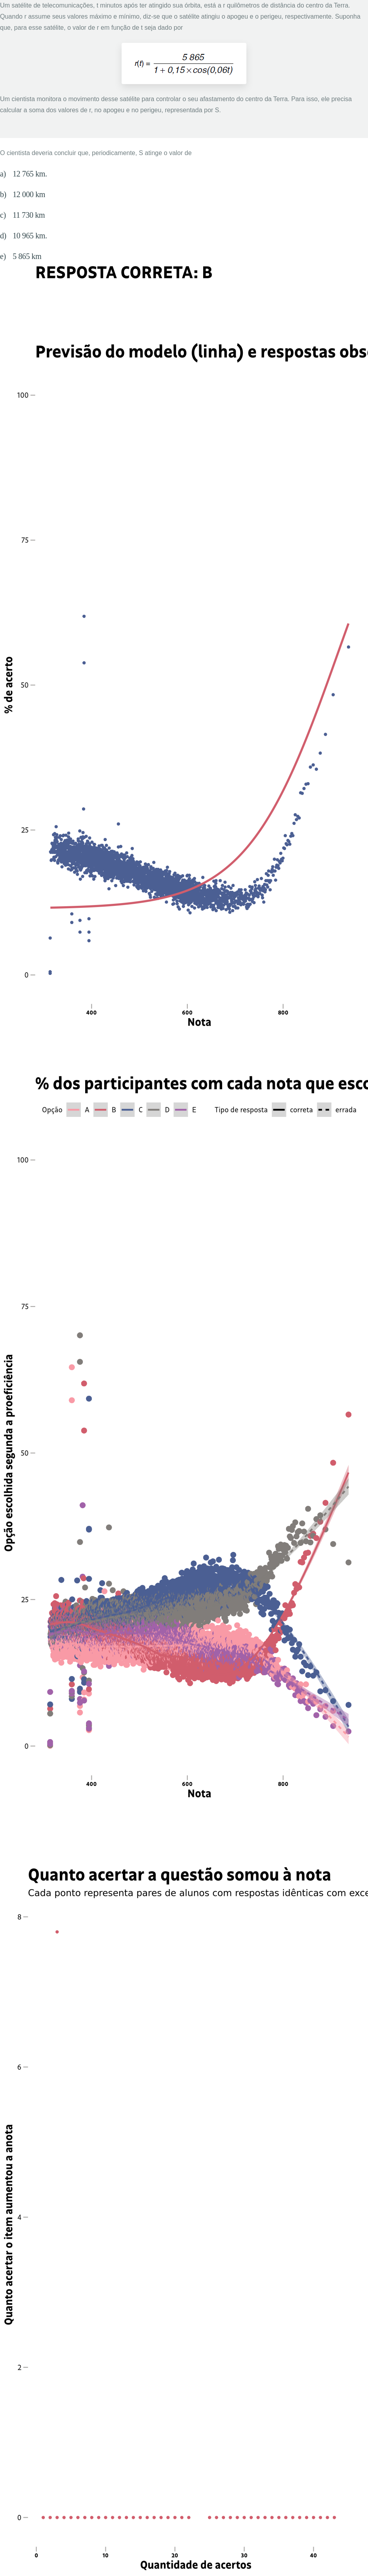 Um satélite de telecomunicações, t minutos após ter atingido sua órbita, está a r quilômetros de distância do centro da Terra.
Quando r assume seus valores máximo e mínimo, diz-se que o satélite atingiu o apogeu e o perigeu, respectivamente. Suponha
que, para esse satélite, o valor de r em função de t seja dado por
r(t) = 5 865 / 1 + 0,15 × cos(0,06t)
Um cientista monitora o movimento desse satélite para controlar o seu afastamento do centro da Terra. Para isso, ele precisa
calcular a soma dos valores de r, no apogeu e no perigeu, representada por S.
O cientista deveria concluir que, periodicamente, S atinge o valor de
a) 12 765 km.
b) 12 000 km
c) 11 730 km
d) 10 965 km.
e) 5 865 km
RESPOSTA CORRETA: B
Previsão do modelo (linha) e respostas obs
100
75
50
25
0
% de acerto
400 600 800
Nota
% dos participantes com cada nota que esco
Opção A B C D E Tipo de resposta correta errada
100
75
50
25
0
Opção escolhida segunda a proeficiência
400 600 800
Nota
Quanto acertar a questão somou à nota
Cada ponto representa pares de alunos com respostas idênticas com exce
8
6
4
2
0
Quanto acertar o item aumentou a anota
0 10 20 30 40
Quantidade de acertos